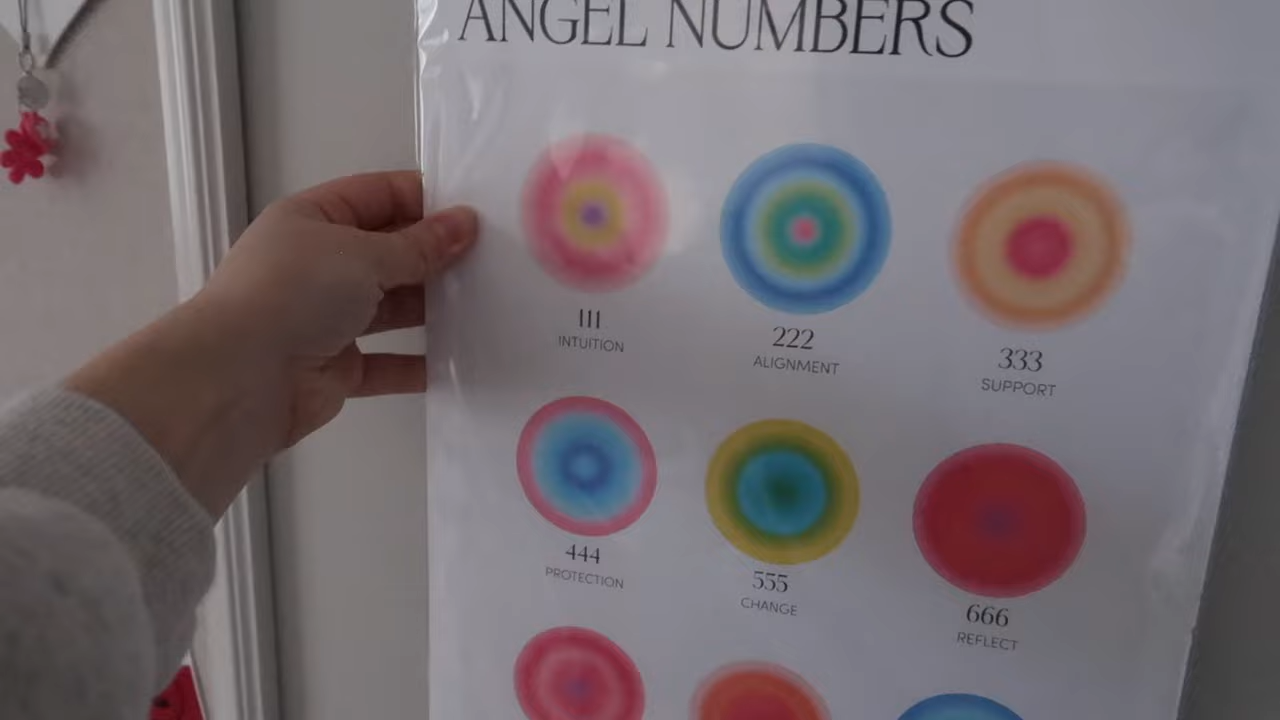 ANGEL NUMBERS
111
INTUITION
222
ALIGNMENT
333
SUPPORT
444
PROTECTION
555
CHANGE
666
REFLECT